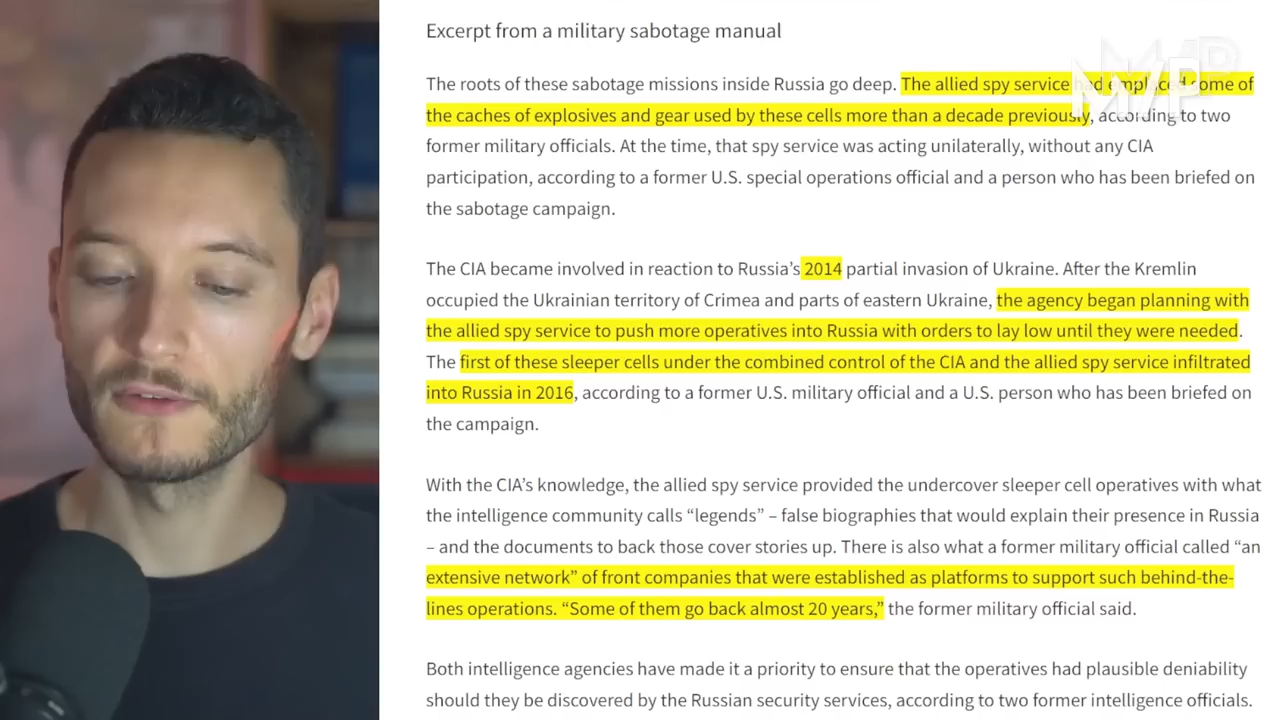 Excerpt from a military sabotage manual
MVP
The roots of these sabotage missions inside Russia go deep. The allied spy service had emplaced some of
the caches of explosives and gear used by these cells more than a decade previously, according to two
former military officials. At the time, that spy service was acting unilaterally, without any CIA
participation, according to a former U.S. special operations official and a person who has been briefed on
the sabotage campaign.
The CIA became involved in reaction to Russia’s 2014 partial invasion of Ukraine. After the Kremlin
occupied the Ukrainian territory of Crimea and parts of eastern Ukraine, the agency began planning with
the allied spy service to push more operatives into Russia with orders to lay low until they were needed.
The first of these sleeper cells under the combined control of the CIA and the allied spy service infiltrated
into Russia in 2016, according to a former U.S. military official and a U.S. person who has been briefed on
the campaign.
With the CIA’s knowledge, the allied spy service provided the undercover sleeper cell operatives with what
the intelligence community calls “legends” – false biographies that would explain their presence in Russia
– and the documents to back those cover stories up. There is also what a former military official called “an
extensive network” of front companies that were established as platforms to support such behind-the-
lines operations. “Some of them go back almost 20 years,” the former military official said.
Both intelligence agencies have made it a priority to ensure that the operatives had plausible deniability
should they be discovered by the Russian security services, according to two former intelligence officials.